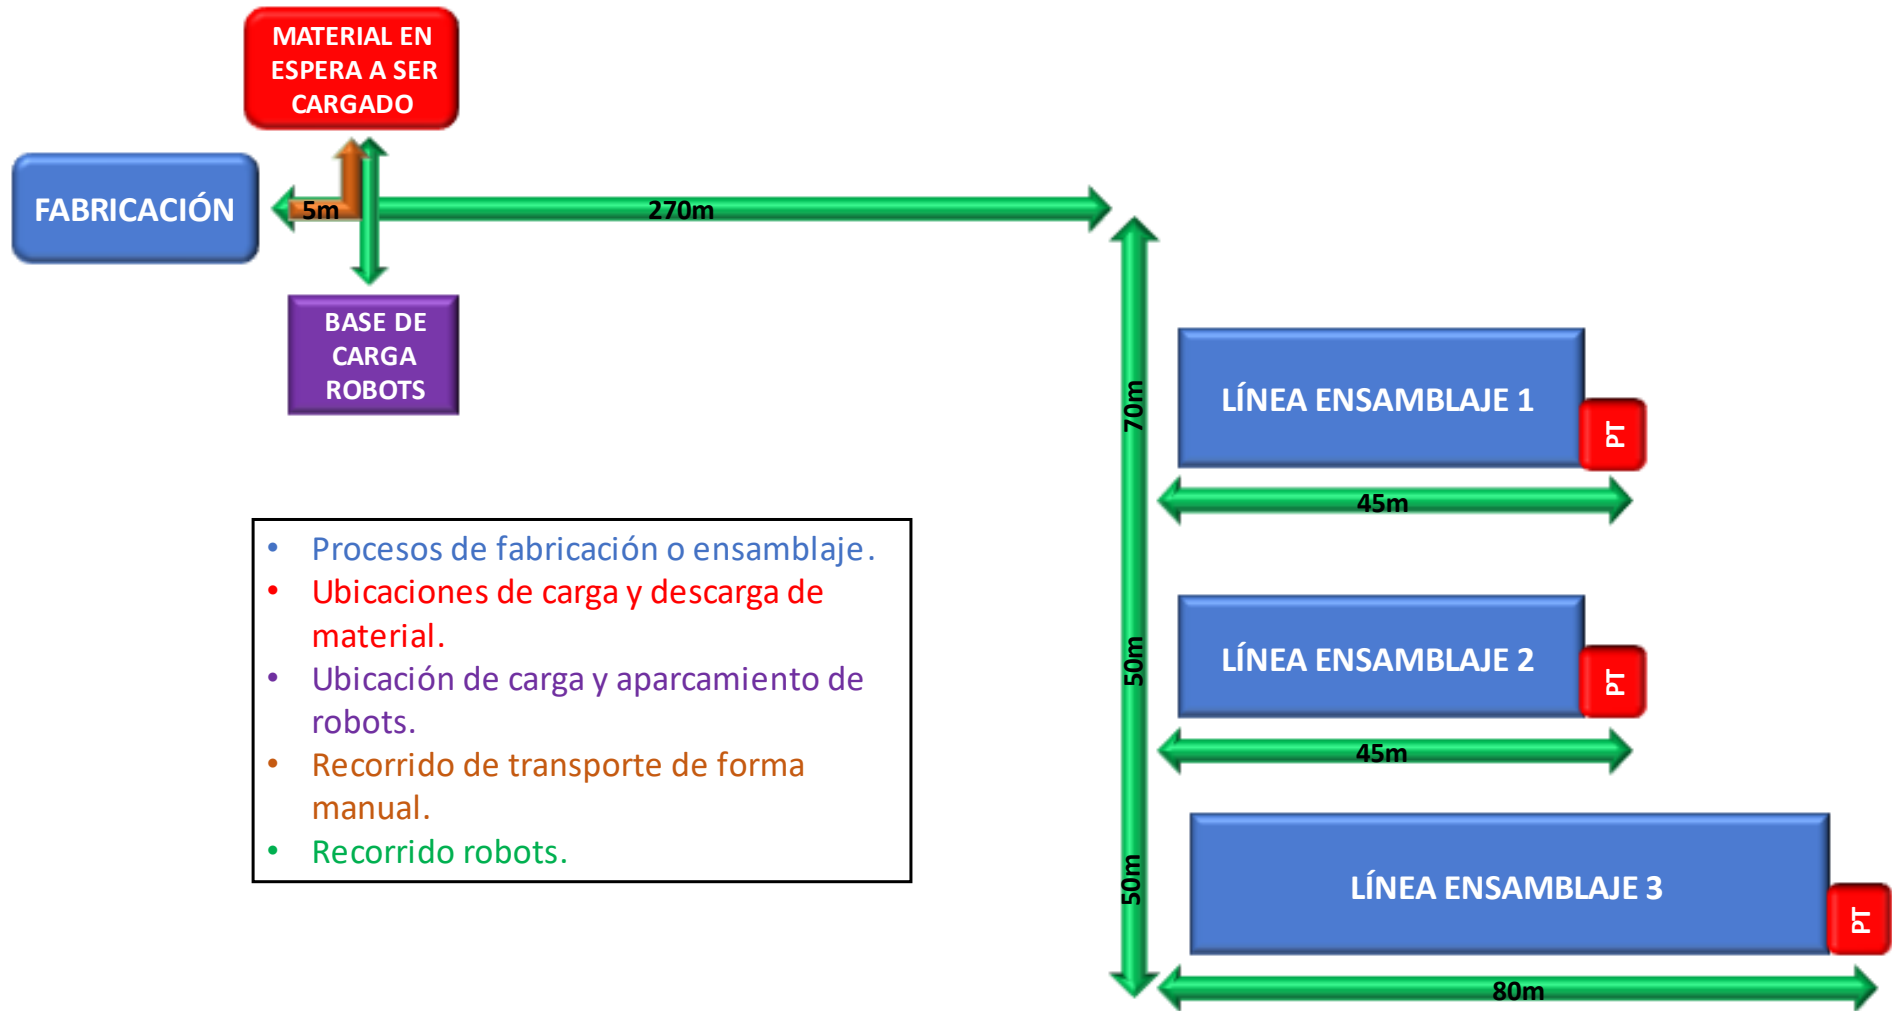 MATERIAL EN
ESPERA A SER
CARGADO
FABRICACIÓN
5m
270m
BASE DE
CARGA
ROBOTS
70m
LÍNEA ENSAMBLAJE 1
PT
45m
50m
LÍNEA ENSAMBLAJE 2
PT
45m
50m
LÍNEA ENSAMBLAJE 3
PT
80m
• Procesos de fabricación o ensamblaje.
• Ubicaciones de carga y descarga de
material.
• Ubicación de carga y aparcamiento de
robots.
• Recorrido de transporte de forma
manual.
• Recorrido robots.